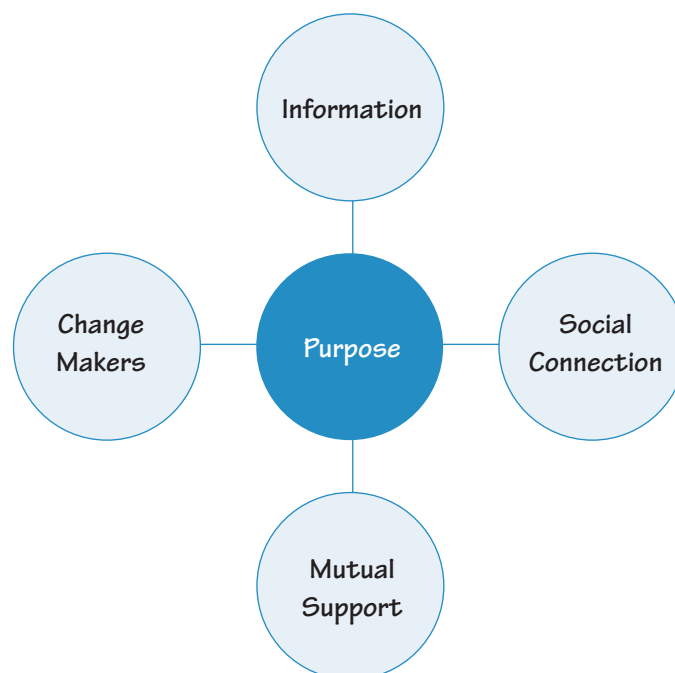 Information
Change
Makers
Purpose
Social
Connection
Mutual
Support